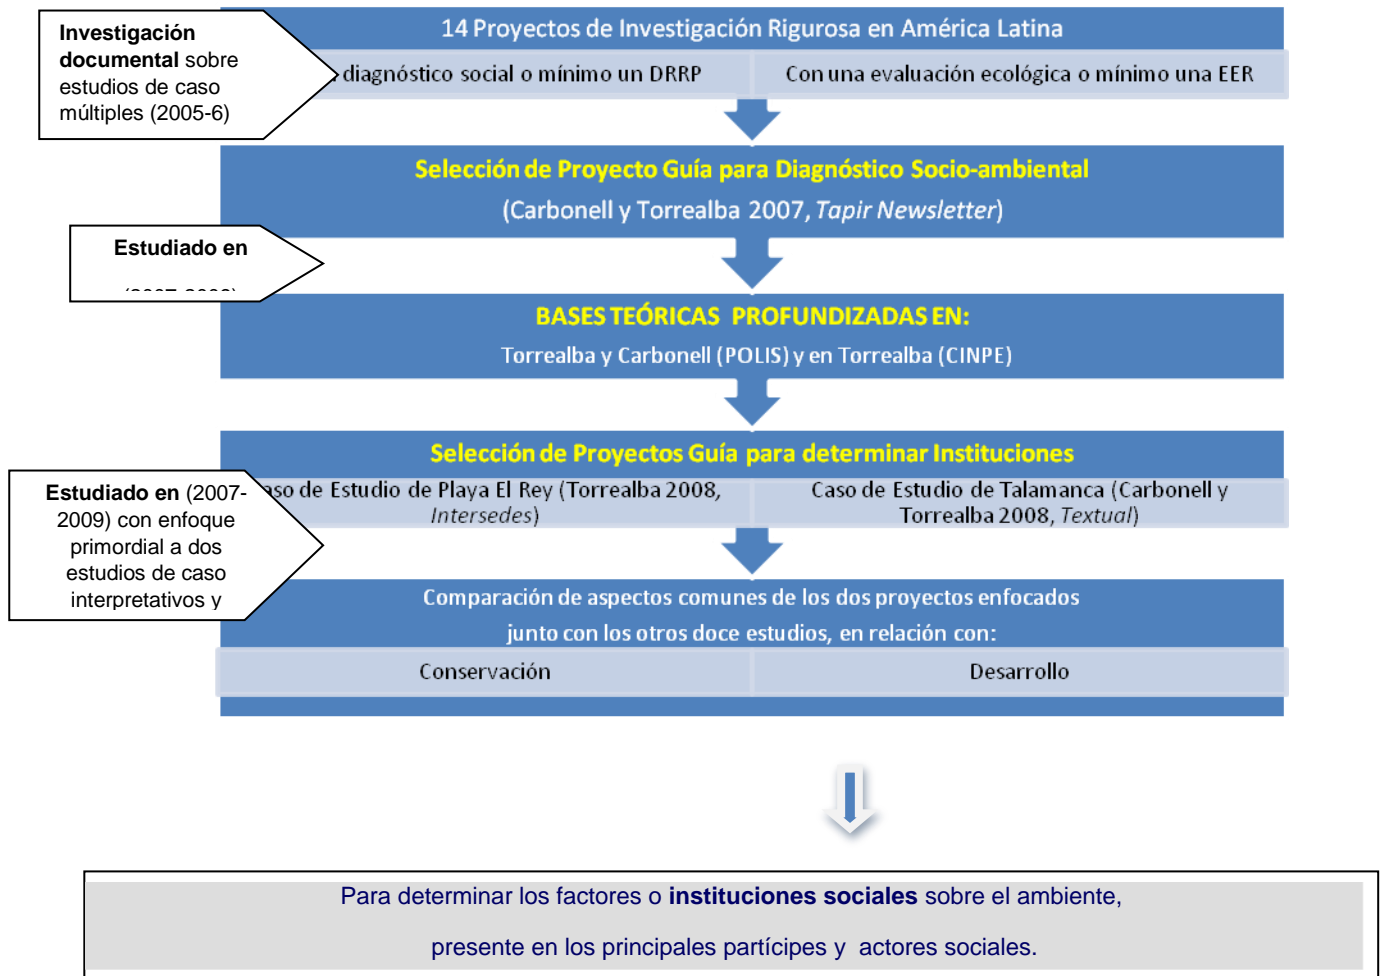 Investigación
documental sobre
estudios de caso
múltiples (2005-6)
14 Proyectos de Investigación Rigurosa en América Latina
diagnóstico social o mínimo un DRRP
Con una evaluación ecológica o mínimo una EER
Selección de Proyecto Guía para Diagnóstico Socio-ambiental
(Carbonell y Torrealba 2007, Tapir Newsletter)
Estudiado en
BASES TEÓRICAS PROFUNDIZADAS EN:
Torrealba y Carbonell (POLIS) y en Torrealba (CINPE)
Selección de Proyectos Guía para determinar Instituciones
Estudiado en (2007-
2009) con enfoque
primordial a dos
estudios de caso
interpretativos y
aso de Estudio de Playa El Rey (Torrealba 2008,
Intersedes)
Caso de Estudio de Talamanca (Carbonell y
Torrealba 2008, Textual)
Comparación de aspectos comunes de los dos proyectos enfocados
junto con los otros doce estudios, en relación con:
Conservación
Desarrollo
Para determinar los factores o instituciones sociales sobre el ambiente,
presente en los principales partícipes y actores sociales.